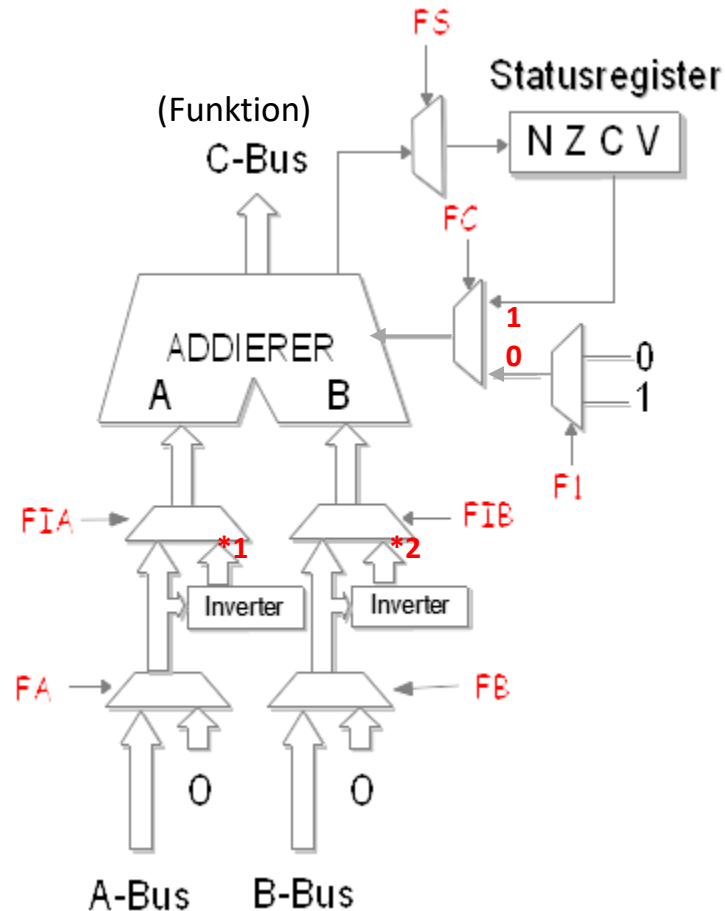 FS
Statusregister
(Funktion)
C-Bus
N Z C V
FC
1
0
ADDIERER
A
B
0
1
F1
FIA
FIB
*1
*2
Inverter
Inverter
FA
FB
0
0
A-Bus
B-Bus